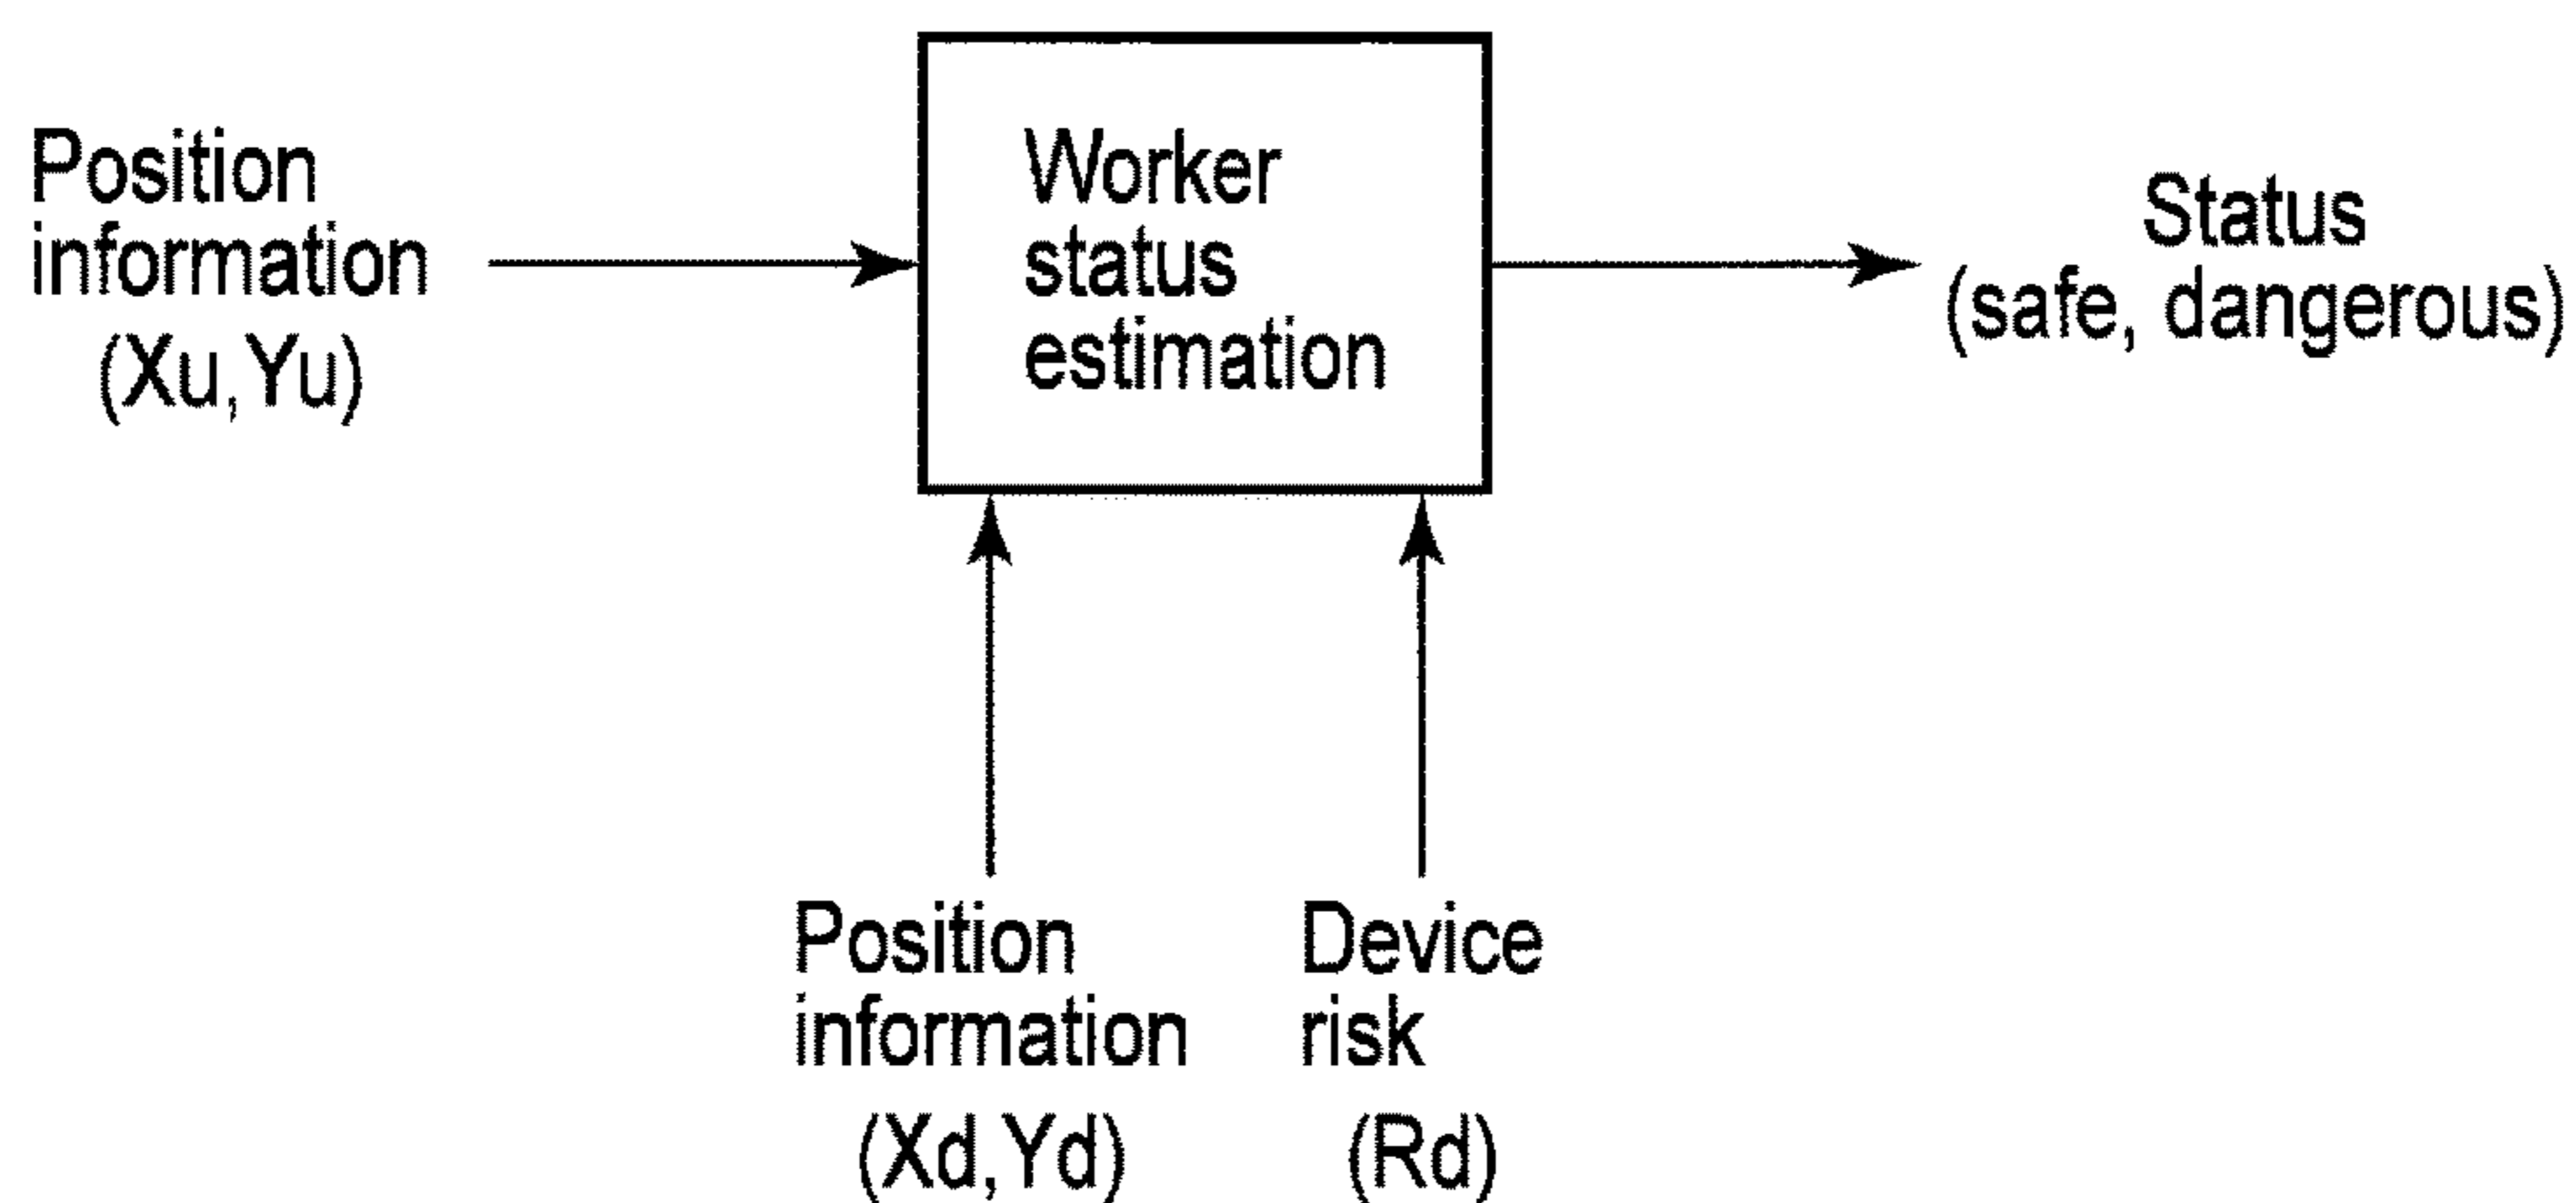 Position
information
(Xu,Yu)
Worker
status
estimation
Status
(safe, dangerous)
Position
information
(Xd,Yd)
Device
risk
(Rd)